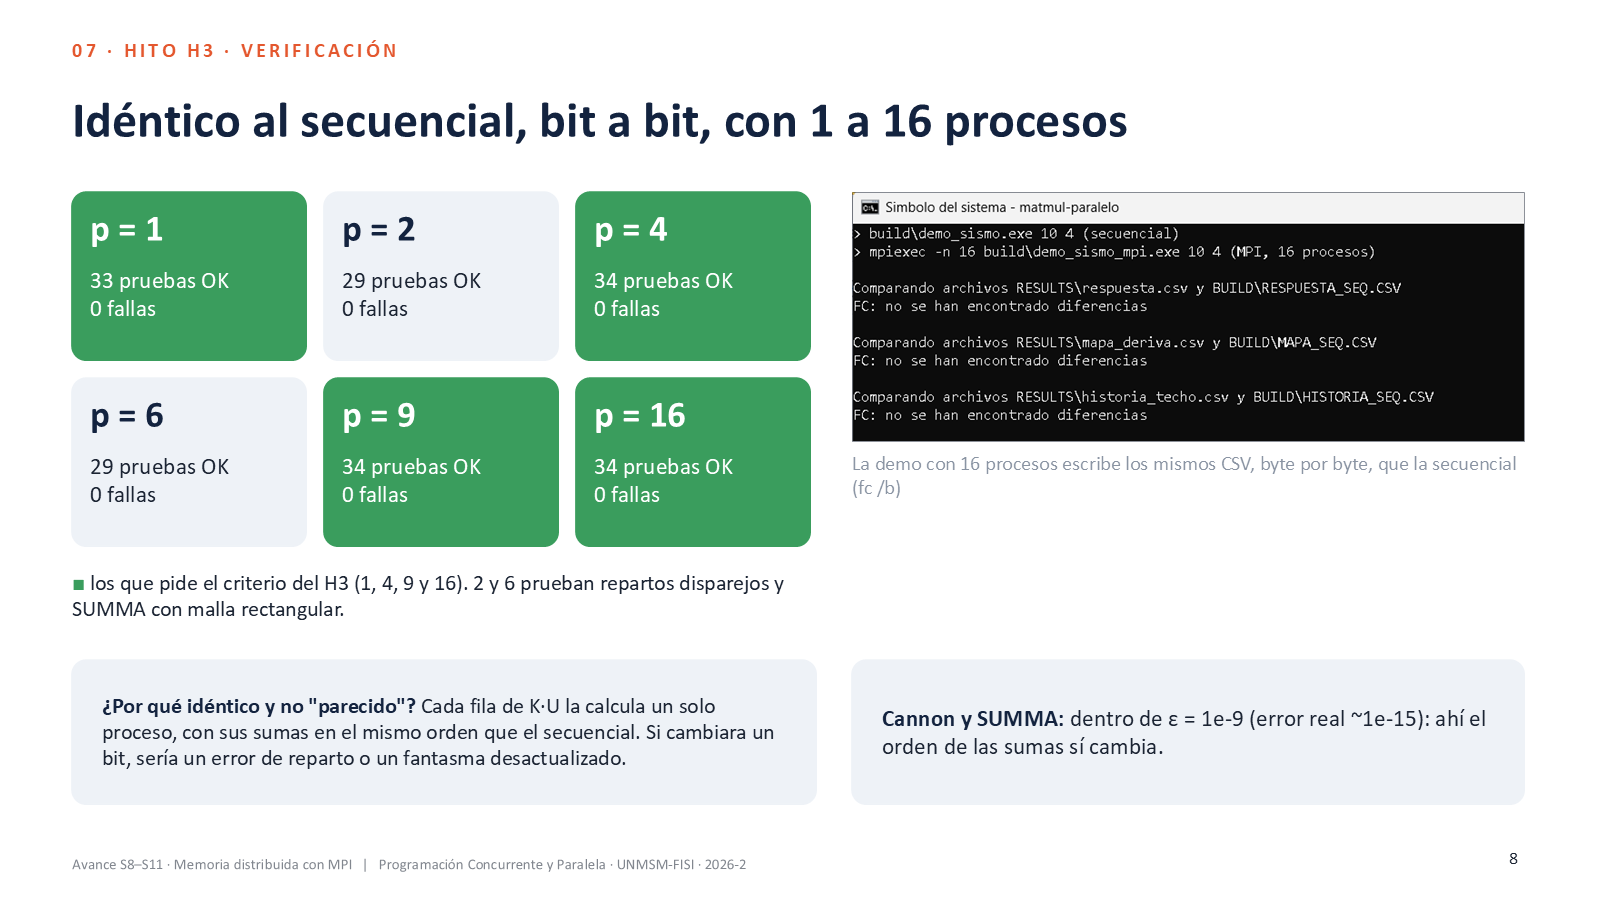 07 · HITO H3 · VERIFICACIÓN
Idéntico al secuencial, bit a bit, con 1 a 16 procesos
p = 1
33 pruebas OK
0 fallas
p = 2
29 pruebas OK
0 fallas
p = 4
34 pruebas OK
0 fallas
p = 6
29 pruebas OK
0 fallas
p = 9
34 pruebas OK
0 fallas
p = 16
34 pruebas OK
0 fallas
■ los que pide el criterio del H3 (1, 4, 9 y 16). 2 y 6 prueban repartos disparejos y
SUMMA con malla rectangular.
Simbolo del sistema - matmul-paralelo
> build\demo_sismo.exe 10 4 (secuencial)
> mpiexec -n 16 build\demo_sismo_mpi.exe 10 4 (MPI, 16 procesos)
Comparando archivos RESULTS\respuesta.csv y BUILD\RESPUESTA_SEQ.CSV
FC: no se han encontrado diferencias
Comparando archivos RESULTS\mapa_deriva.csv y BUILD\MAPA_SEQ.CSV
FC: no se han encontrado diferencias
Comparando archivos RESULTS\historia_techo.csv y BUILD\HISTORIA_SEQ.CSV
FC: no se han encontrado diferencias
La demo con 16 procesos escribe los mismos CSV, byte por byte, que la secuencial
(fc /b)
¿Por qué idéntico y no "parecido"? Cada fila de K·U la calcula un solo
proceso, con sus sumas en el mismo orden que el secuencial. Si cambiara un
bit, sería un error de reparto o un fantasma desactualizado.
Cannon y SUMMA: dentro de ε = 1e-9 (error real ~1e-15): ahí el
orden de las sumas sí cambia.
Avance S8–S11 · Memoria distribuida con MPI | Programación Concurrente y Paralela · UNMSM-FISI · 2026-2
8